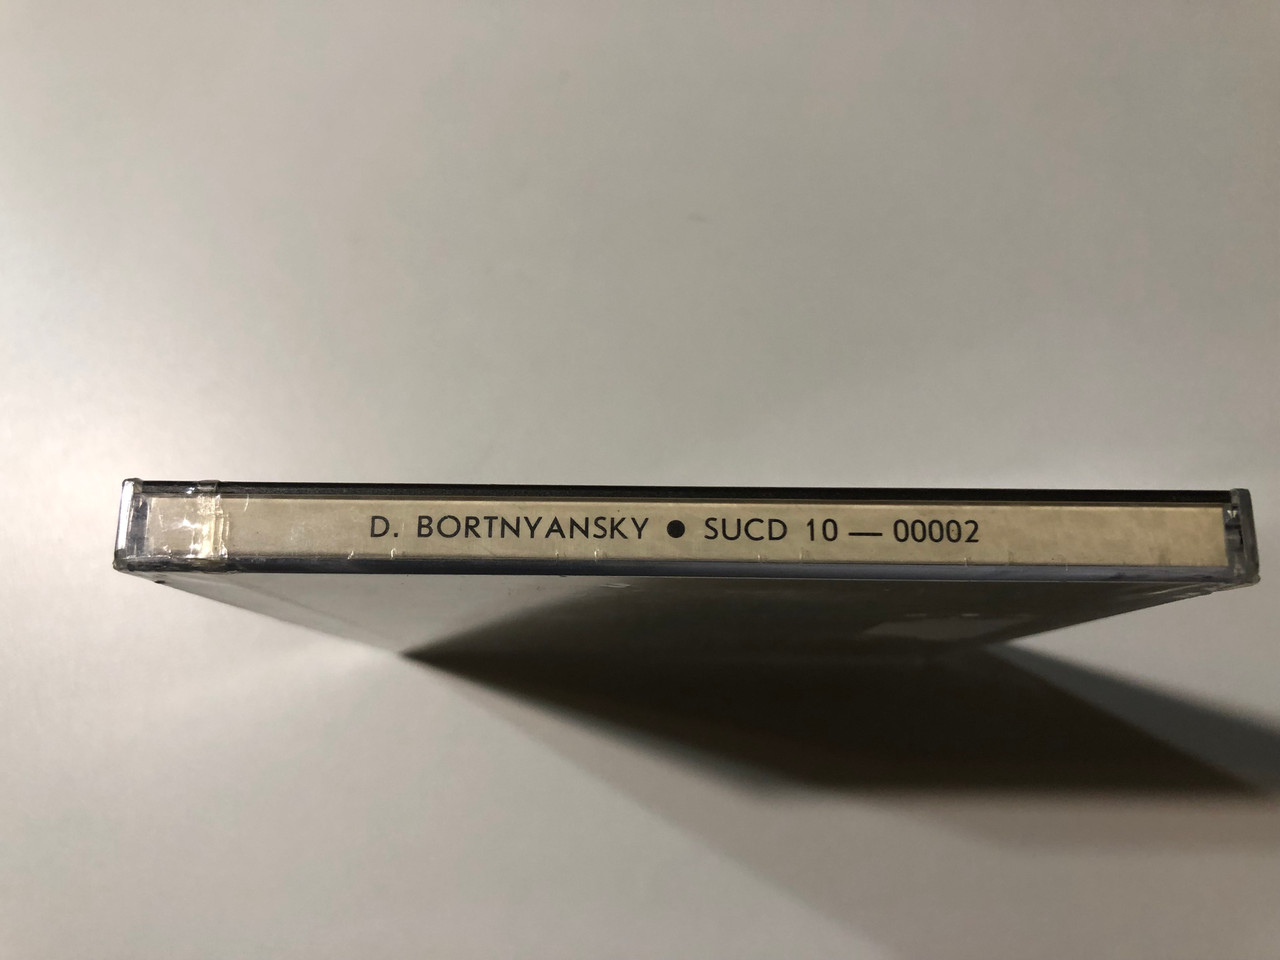 D. BORTNYANSKY ● SUCD 10 — 00002